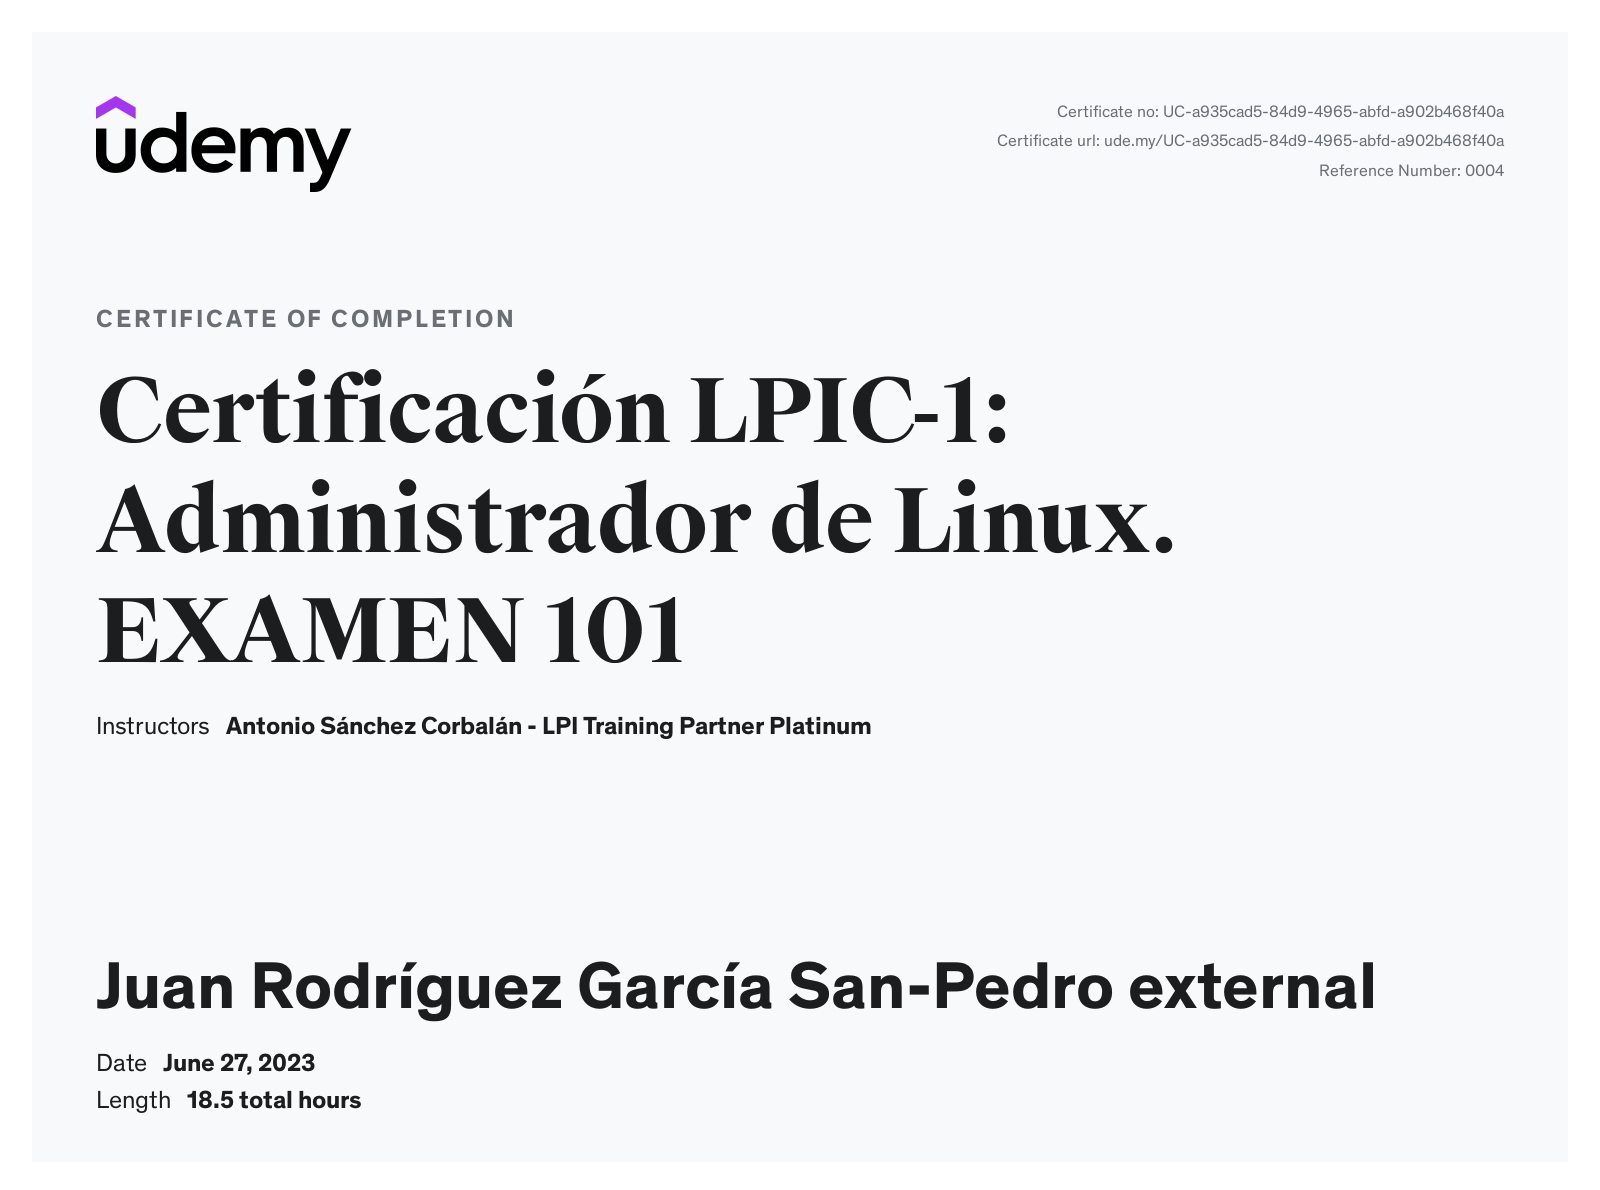 udemy
Certificate no: UC-a935cad5-84d9-4965-abfd-a902b468f40a
Certificate url: ude.my/UC-a935cad5-84d9-4965-abfd-a902b468f40a
Reference Number: 0004
CERTIFICATE OF COMPLETION
Certificación LPIC-1:
Administrador de Linux.
EXAMEN 101
Instructors Antonio Sánchez Corbalán - LPI Training Partner Platinum
Juan Rodríguez García San-Pedro external
Date June 27, 2023
Length 18.5 total hours